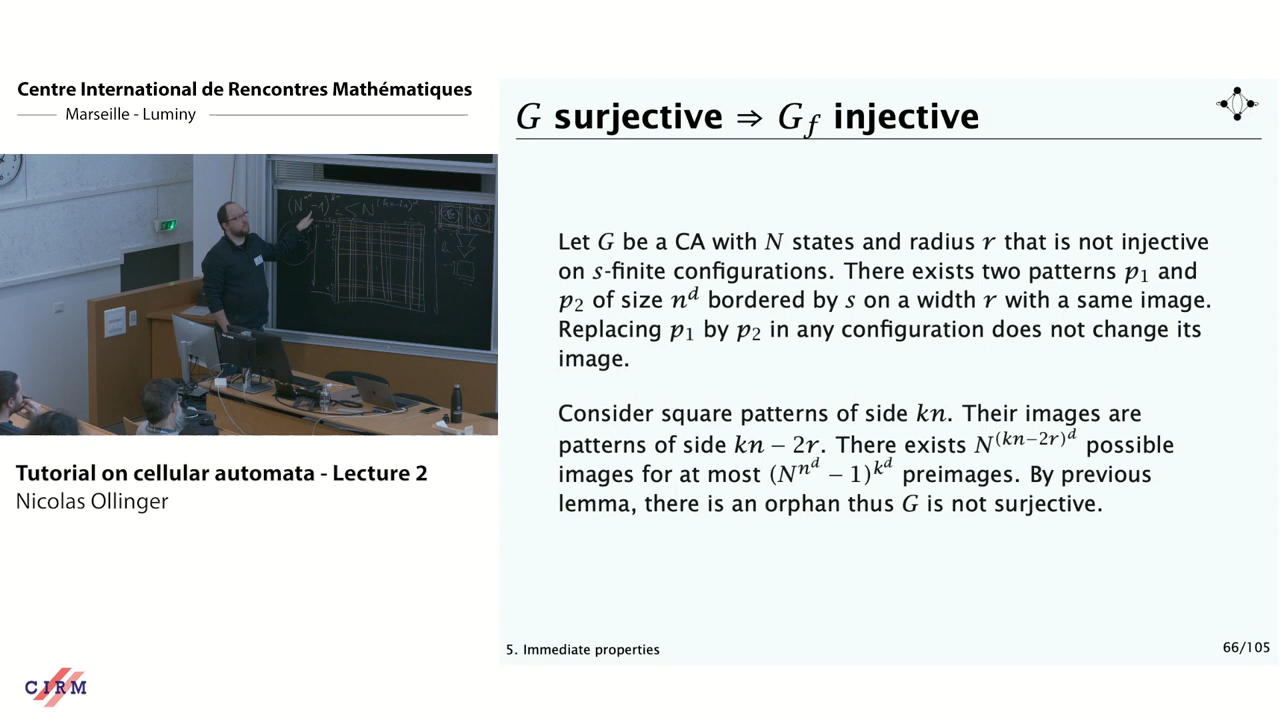 Centre International de Rencontres Mathématiques
Marseille - Luminy
G surjective ⇒ G_f injective
Let G be a CA with N states and radius r that is not injective
on s-finite configurations. There exists two patterns p₁ and
p₂ of size n^d bordered by s on a width r with a same image.
Replacing p₁ by p₂ in any configuration does not change its
image.
Consider square patterns of side kn. Their images are
patterns of side kn − 2r. There exists N^{(kn−2r)^d} possible
images for at most (N^{n^d} − 1)^{k^d} preimages. By previous
lemma, there is an orphan thus G is not surjective.
Tutorial on cellular automata - Lecture 2
Nicolas Ollinger
5. Immediate properties
66/105
CIRM